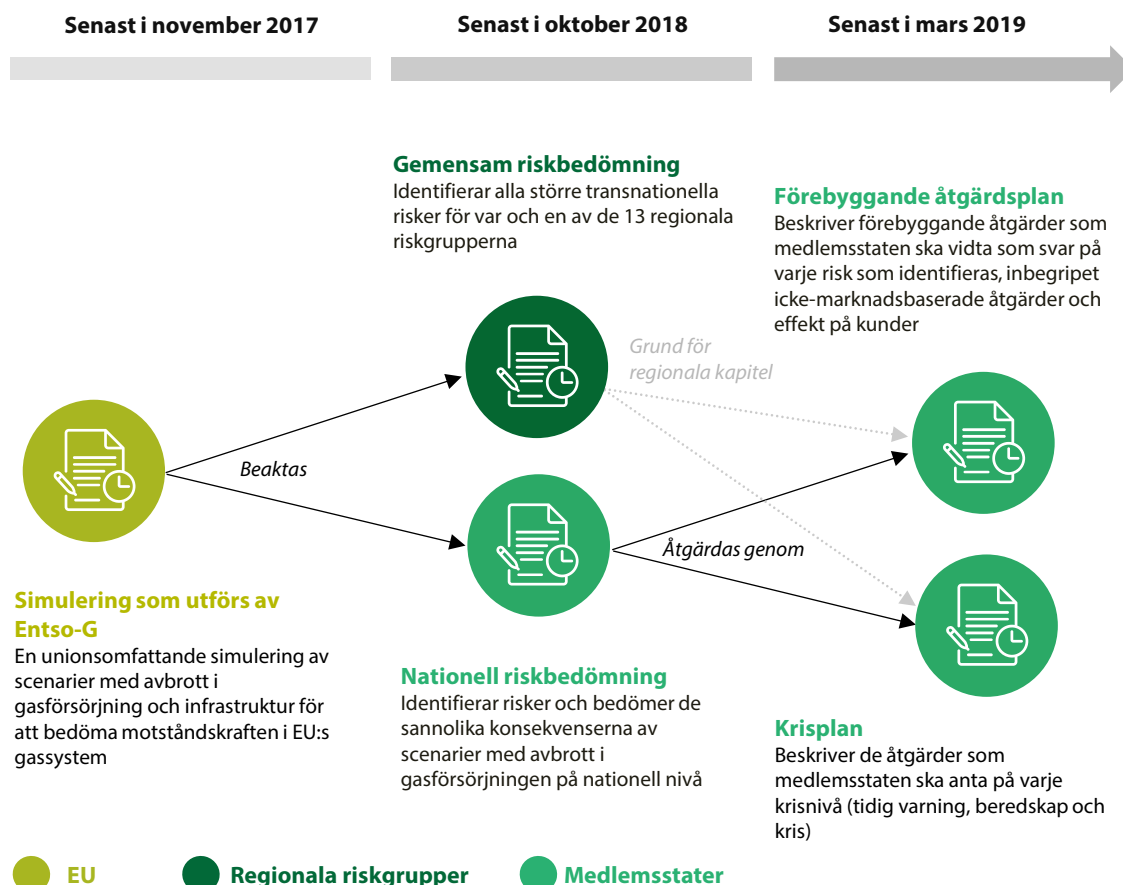 Senast i november 2017
Senast i oktober 2018
Senast i mars 2019
Gemensam riskbedömning
Identifierar alla större transnationella
risker för var och en av de 13 regionala
riskgrupperna
Förebyggande åtgärdsplan
Beskriver förebyggande åtgärder som
medlemsstaten ska vidta som svar på
varje risk som identifieras, inbegripet
icke-marknadsbaserade åtgärder och
effekt på kunder
Grund för
regionala kapitel
Beaktas
Åtgärdas genom
Simulering som utförs av
Entso-G
En unionsomfattande simulering av
scenarier med avbrott i
gasförsörjning och infrastruktur för
att bedöma motståndskraften i EU:s
gassystem
Nationell riskbedömning
Identifierar risker och bedömer de
sannolika konsekvenserna av
scenarier med avbrott i
gasförsörjningen på nationell nivå
Krisplan
Beskriver de åtgärder som
medlemsstaten ska anta på varje
krisnivå (tidig varning, beredskap och
kris)
EU
Regionala riskgrupper
Medlemsstater